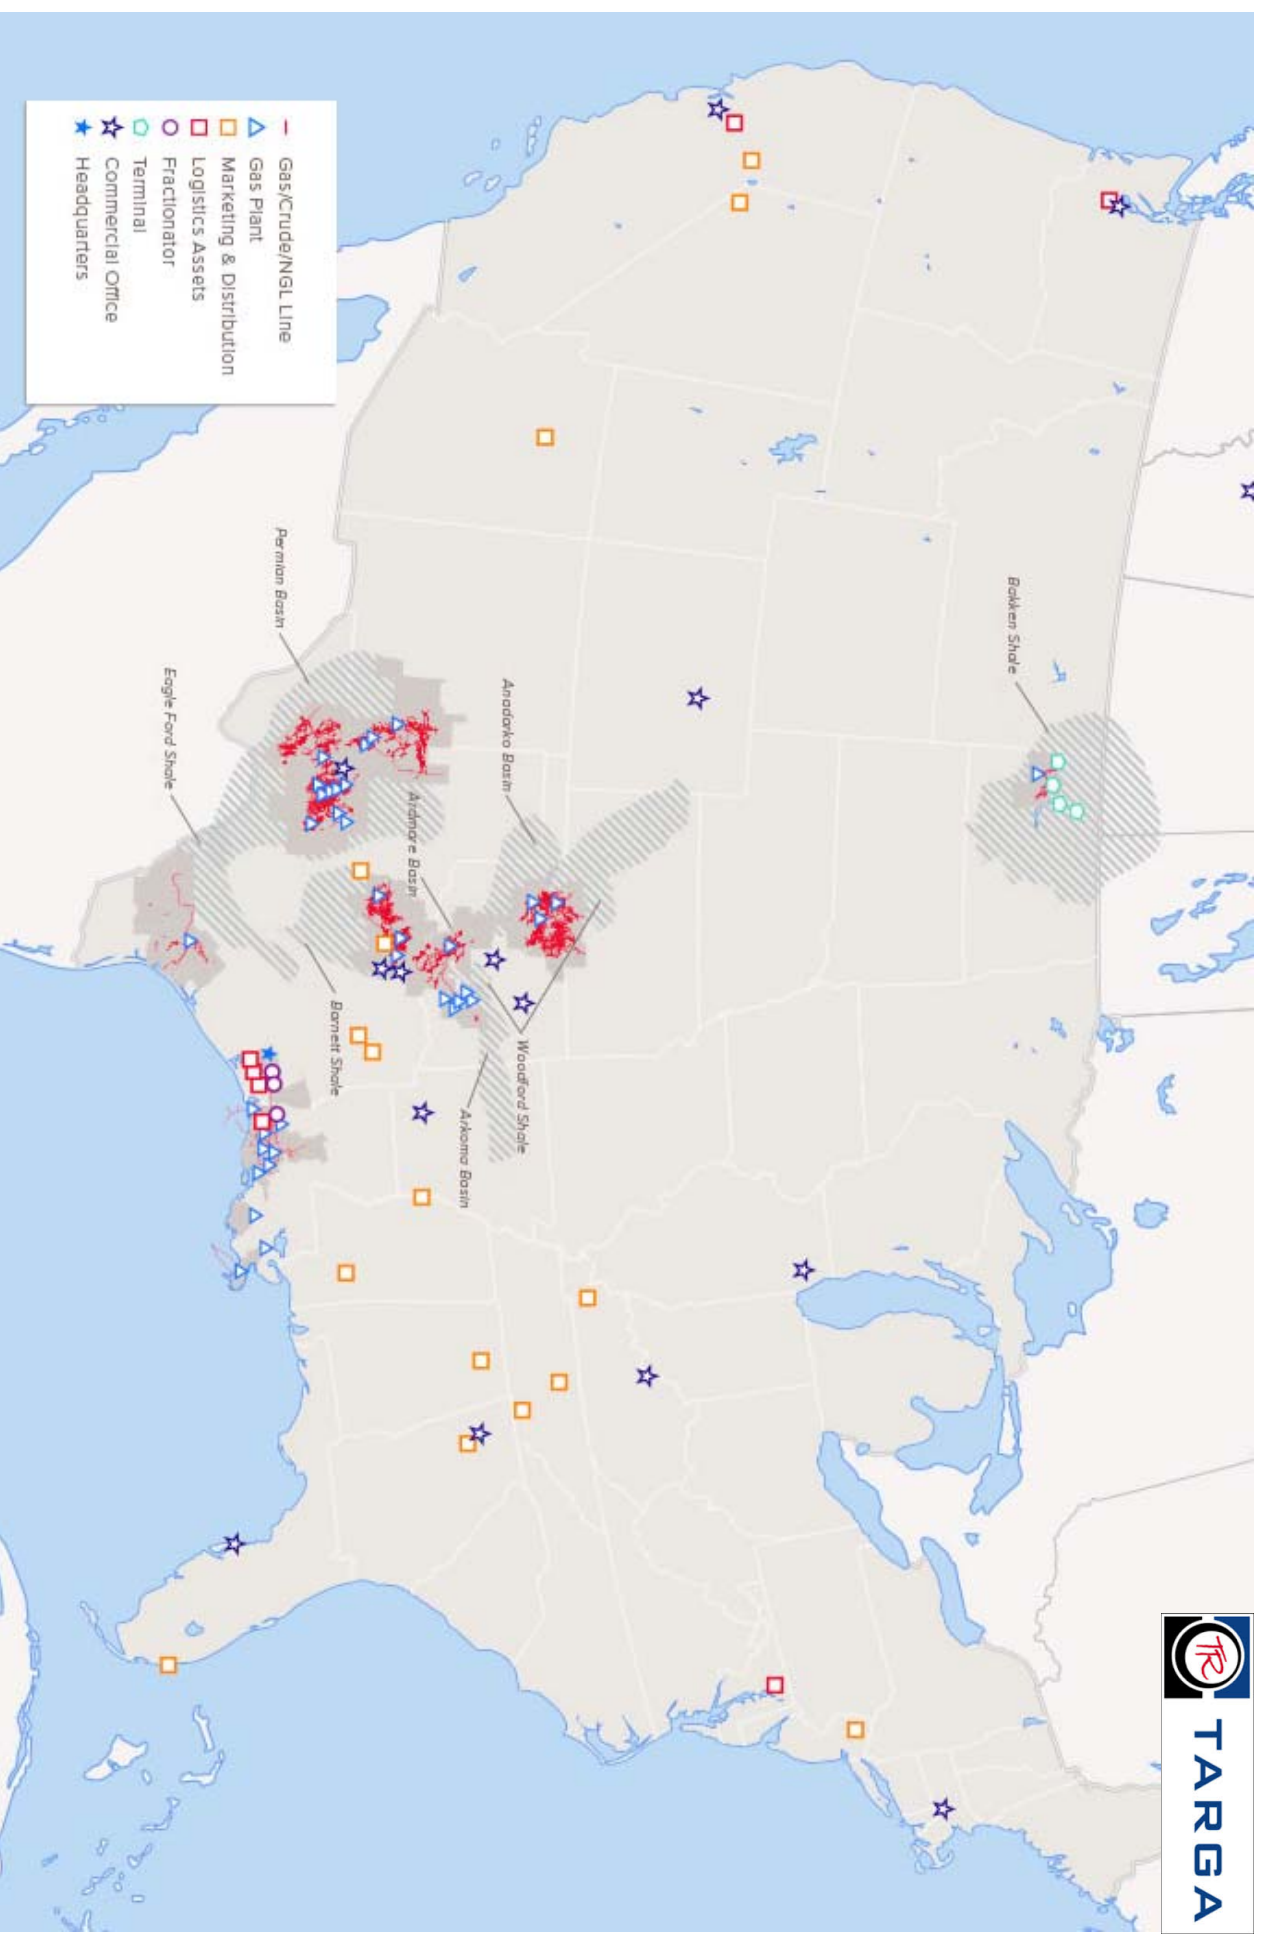 TR TARGA
Bakken Shale
Anadarko Basin
Woodford Shale
Arkoma Basin
Ardmore Basin
Permian Basin
Barnett Shale
Eagle Ford Shale
Gas/Crude/NGL Line
Gas Plant
Marketing & Distribution
Logistics Assets
Fractionator
Terminal
Commercial Office
Headquarters